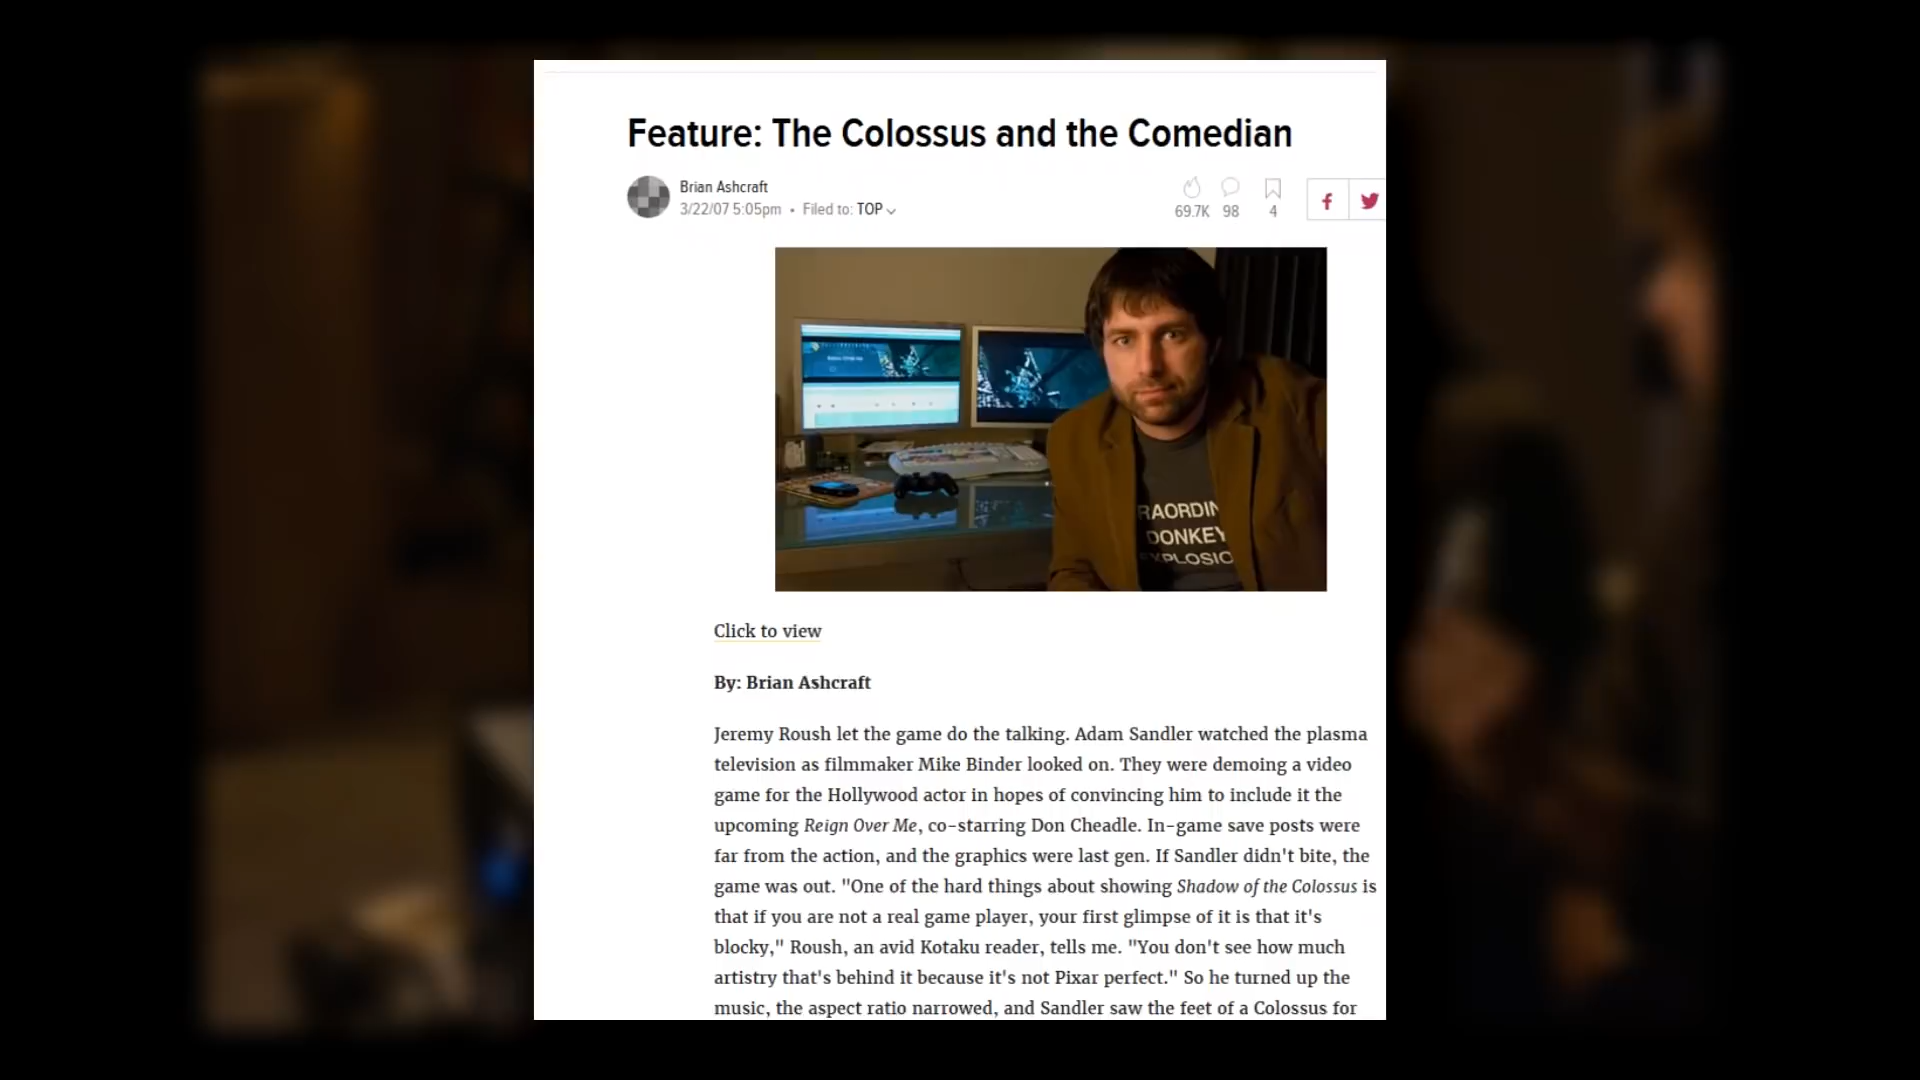 Feature: The Colossus and the Comedian
Brian Ashcraft
3/22/07 5:05pm • Filed to: TOP
69.7K 98 4
RAORDIN
DONKEY
XPLOSIO
Click to view
By: Brian Ashcraft
Jeremy Roush let the game do the talking. Adam Sandler watched the plasma
television as filmmaker Mike Binder looked on. They were demoing a video
game for the Hollywood actor in hopes of convincing him to include it the
upcoming Reign Over Me, co-starring Don Cheadle. In-game save posts were
far from the action, and the graphics were last gen. If Sandler didn't bite, the
game was out. "One of the hard things about showing Shadow of the Colossus is
that if you are not a real game player, your first glimpse of it is that it's
blocky," Roush, an avid Kotaku reader, tells me. "You don't see how much
artistry that's behind it because it's not Pixar perfect." So he turned up the
music, the aspect ratio narrowed, and Sandler saw the feet of a Colossus for